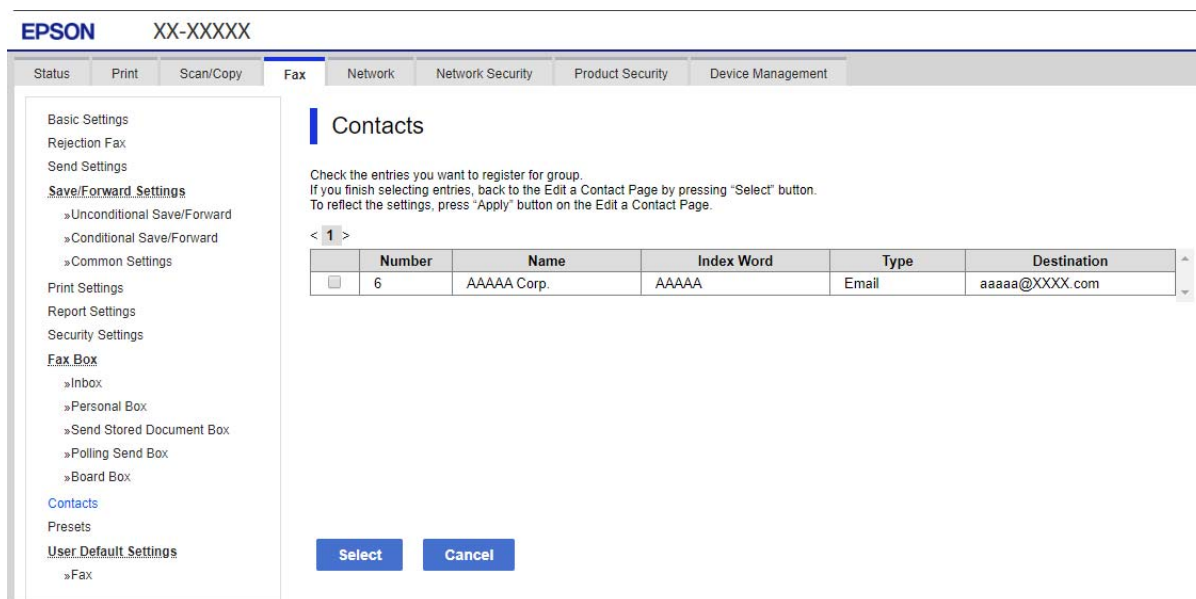 EPSON XX-XXXXX
Status Print Scan/Copy Fax Network Network Security Product Security Device Management
Basic Settings
Rejection Fax
Send Settings
Save/Forward Settings
»Unconditional Save/Forward
»Conditional Save/Forward
»Common Settings
Print Settings
Report Settings
Security Settings
Fax Box
»Inbox
»Personal Box
»Send Stored Document Box
»Polling Send Box
»Board Box
Contacts
Presets
User Default Settings
»Fax
Contacts
Check the entries you want to register for group.
If you finish selecting entries, back to the Edit a Contact Page by pressing “Select” button.
To reflect the settings, press “Apply” button on the Edit a Contact Page.
< 1 >
Number Name Index Word Type Destination
6 AAAAA Corp. AAAAA Email aaaaa@XXXX.com
Select Cancel